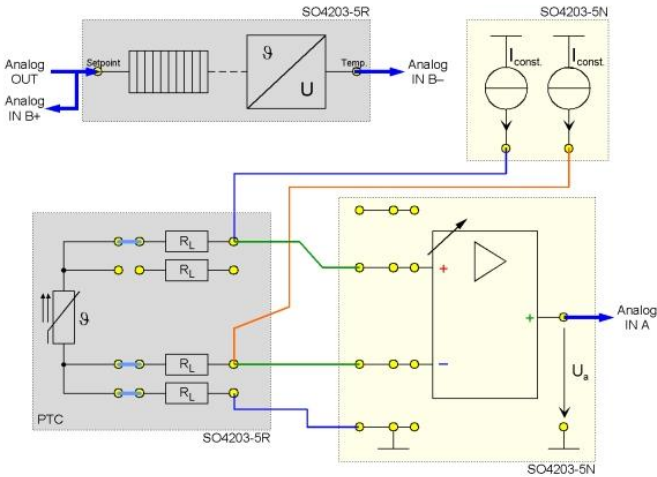 SO4203-5R
SO4203-5N
Analog
OUT
Setpoint
ϑ
U
Temp.
Analog
IN B–
Analog
IN B+
Iconst.
Iconst.
RL
RL
ϑ
RL
RL
PTC
SO4203-5R
+
–
+
Analog
IN A
Ua
SO4203-5N